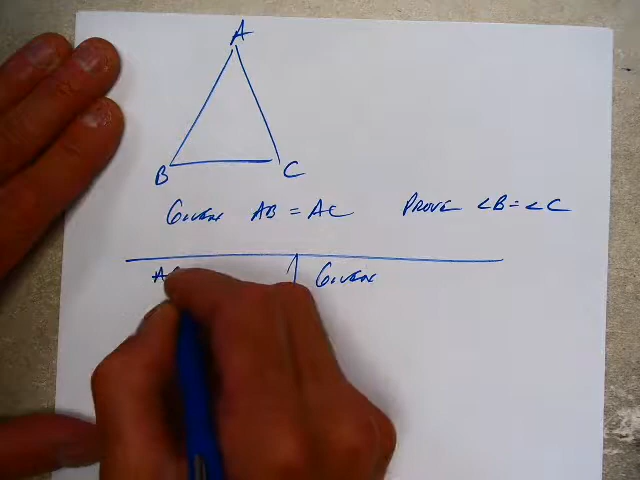 A
B C
GIVEN AB = AC PROVE ∠B = ∠C
GIVEN